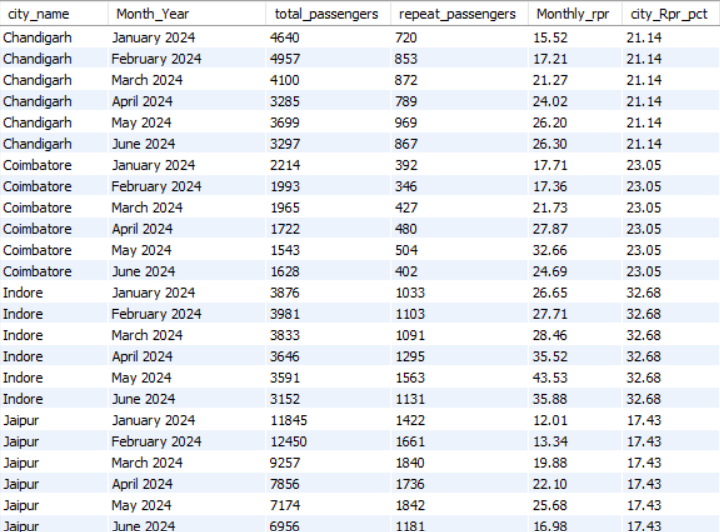 city_name Month_Year total_passengers repeat_passengers Monthly_rpr city_Rpr_pct
Chandigarh January 2024 4640 720 15.52 21.14
Chandigarh February 2024 4957 853 17.21 21.14
Chandigarh March 2024 4100 872 21.27 21.14
Chandigarh April 2024 3285 789 24.02 21.14
Chandigarh May 2024 3699 969 26.20 21.14
Chandigarh June 2024 3297 867 26.30 21.14
Coimbatore January 2024 2214 392 17.71 23.05
Coimbatore February 2024 1993 346 17.36 23.05
Coimbatore March 2024 1965 427 21.73 23.05
Coimbatore April 2024 1722 480 27.87 23.05
Coimbatore May 2024 1543 504 32.66 23.05
Coimbatore June 2024 1628 402 24.69 23.05
Indore January 2024 3876 1033 26.65 32.68
Indore February 2024 3981 1103 27.71 32.68
Indore March 2024 3833 1091 28.46 32.68
Indore April 2024 3646 1295 35.52 32.68
Indore May 2024 3591 1563 43.53 32.68
Indore June 2024 3152 1131 35.88 32.68
Jaipur January 2024 11845 1422 12.01 17.43
Jaipur February 2024 12450 1661 13.34 17.43
Jaipur March 2024 9257 1840 19.88 17.43
Jaipur April 2024 7856 1736 22.10 17.43
Jaipur May 2024 7174 1842 25.68 17.43
Jaipur June 2024 6956 1181 16.98 17.43